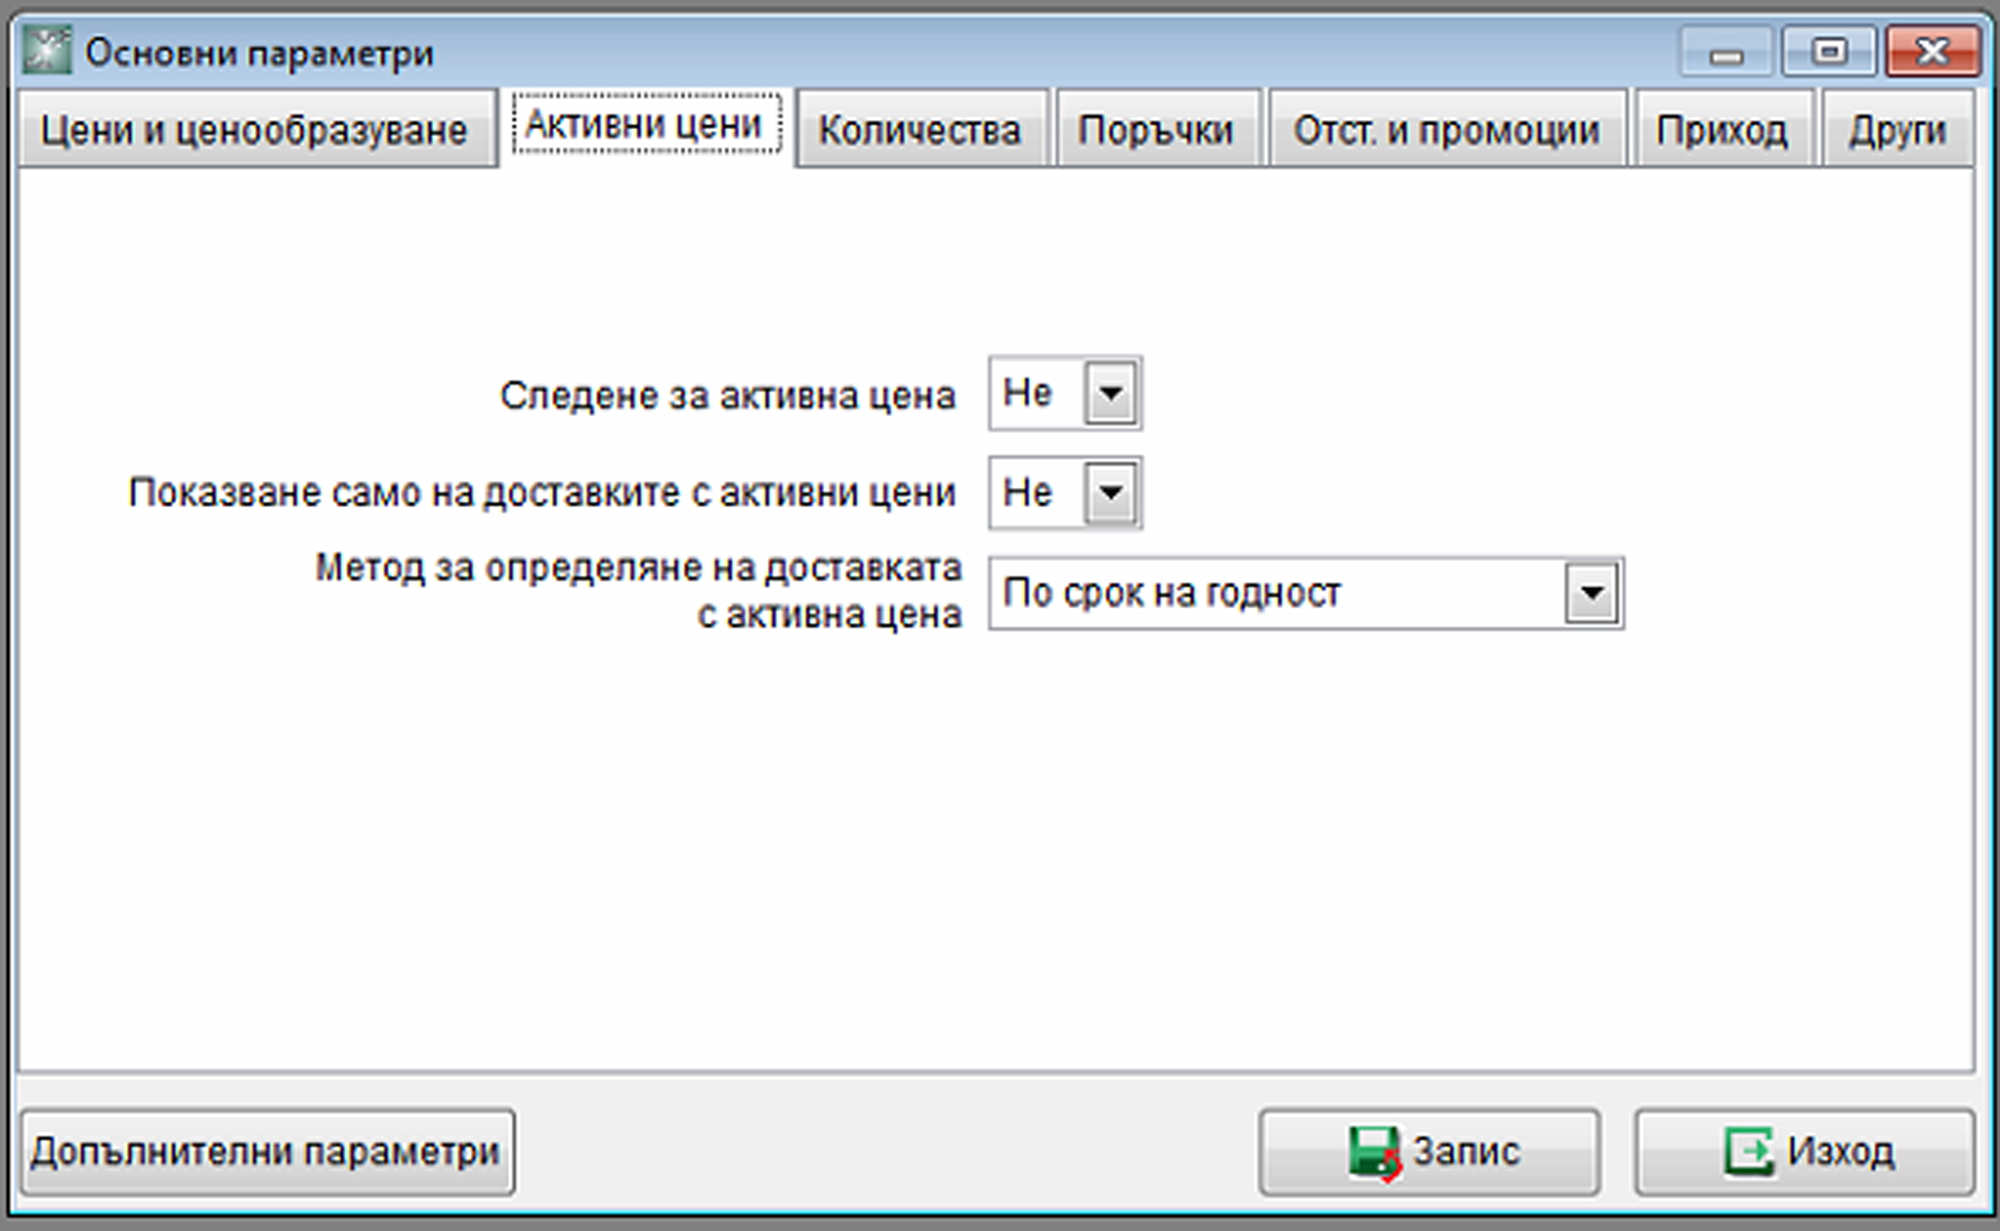 Основни параметри
Цени и ценообразуване Активни цени Количества Поръчки Отст. и промоции Приход Други
Следене за активна цена Не
Показване само на доставките с активни цени Не
Метод за определяне на доставката
с активна цена
По срок на годност
Допълнителни параметри Запис Изход